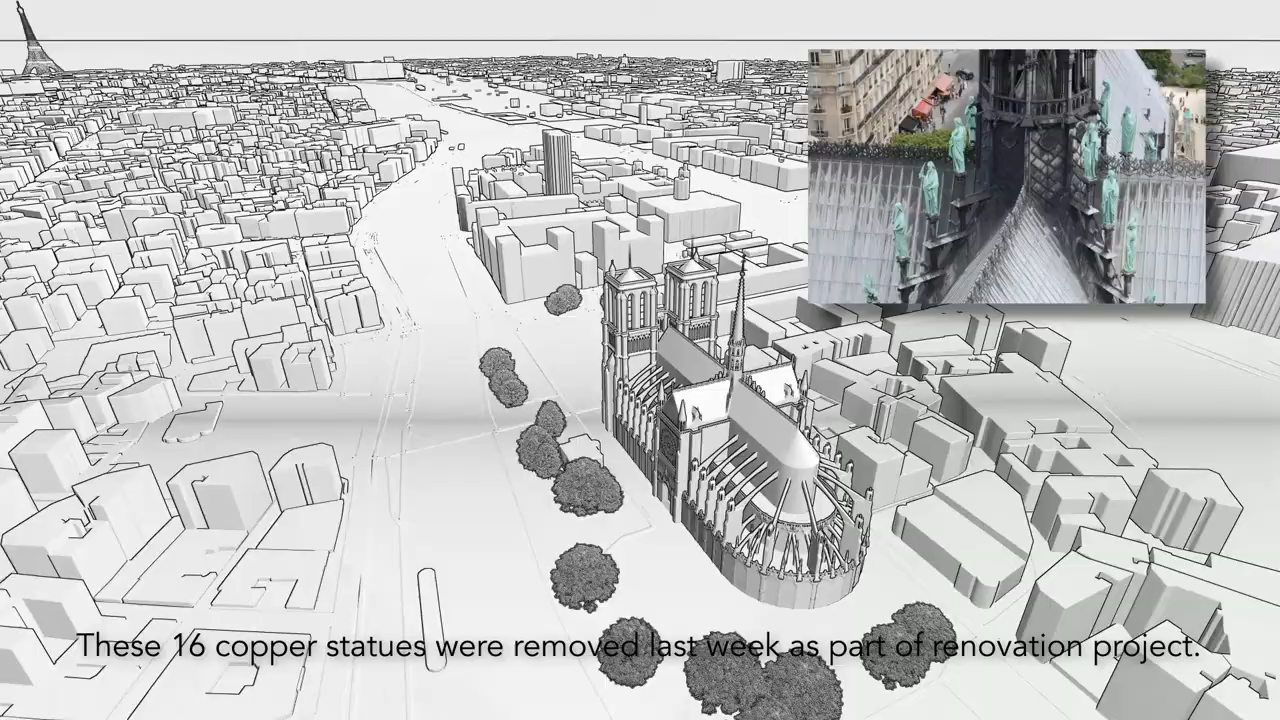 These 16 copper statues were removed last week as part of renovation project.